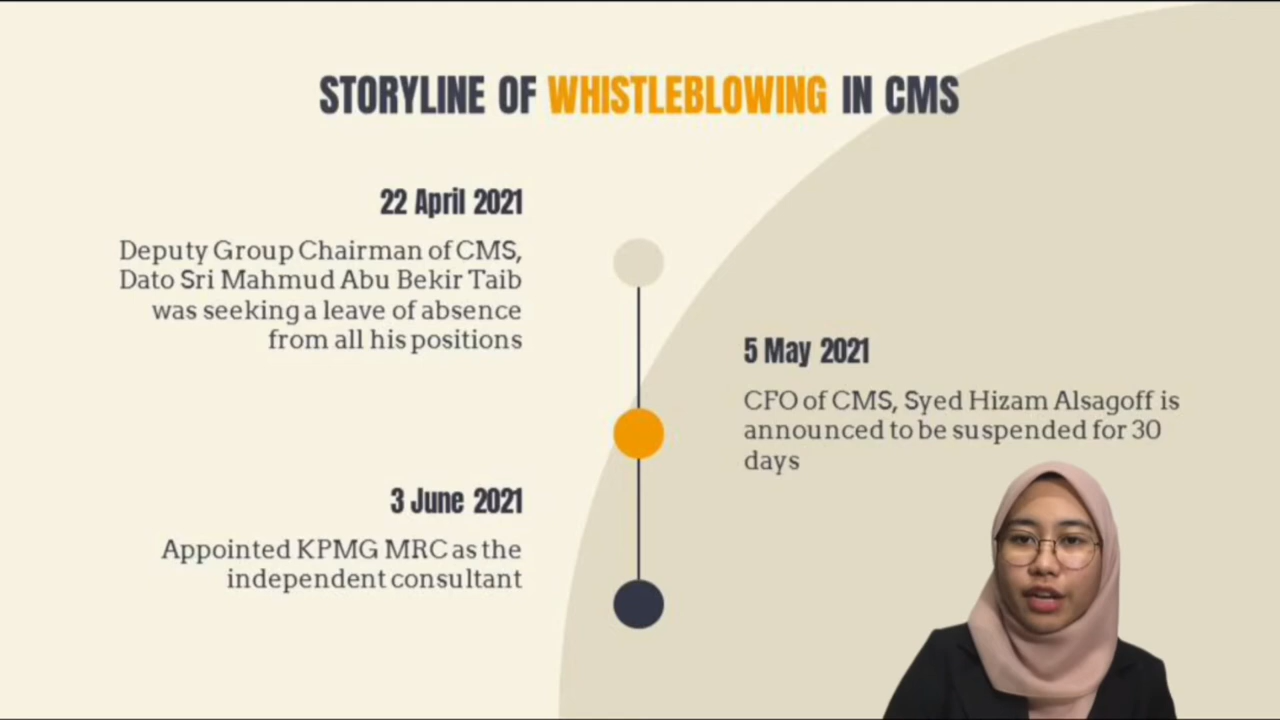 STORYLINE OF WHISTLEBLOWING IN CMS
22 April 2021
Deputy Group Chairman of CMS,
Dato Sri Mahmud Abu Bekir Taib
was seeking a leave of absence
from all his positions
5 May 2021
CFO of CMS, Syed Hizam Alsagoff is
announced to be suspended for 30
days
3 June 2021
Appointed KPMG MRC as the
independent consultant